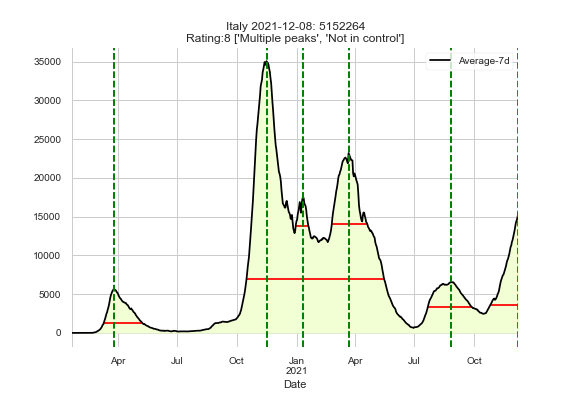 Italy 2021-12-08: 5152264
Rating:8 ['Multiple peaks', 'Not in control']
Average-7d
35000
30000
25000
20000
15000
10000
5000
0
Apr Jul Oct Jan Apr Jul Oct
2021
Date